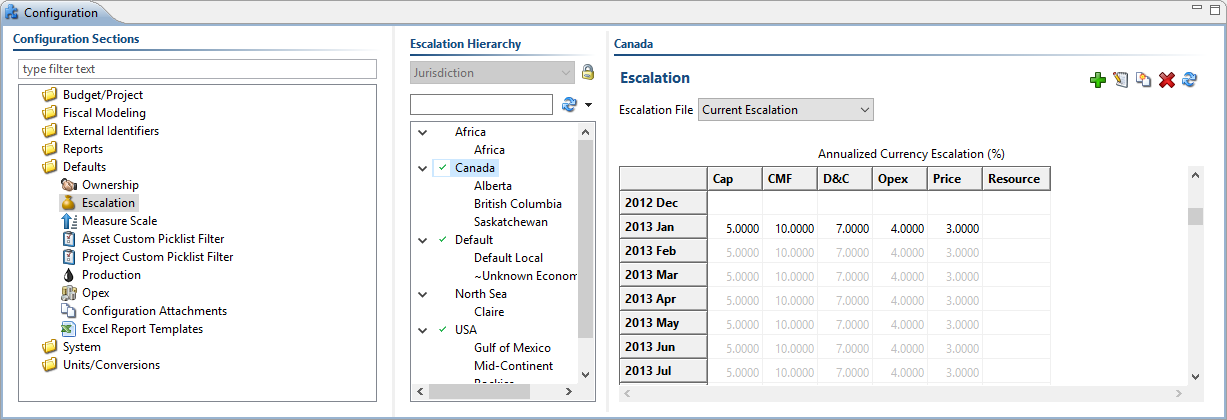 Configuration
Configuration Sections
type filter text
Budget/Project
Fiscal Modeling
External Identifiers
Reports
Defaults
Ownership
Escalation
Measure Scale
Asset Custom Picklist Filter
Project Custom Picklist Filter
Production
Opex
Configuration Attachments
Excel Report Templates
System
Units/Conversions
Escalation Hierarchy
Jurisdiction
Africa
Africa
Canada
Alberta
British Columbia
Saskatchewan
Default
Default Local
~Unknown Econom
North Sea
Claire
USA
Gulf of Mexico
Mid-Continent
Rockies
Canada
Escalation
Escalation File Current Escalation
Annualized Currency Escalation (%)
Cap CMF D&C Opex Price Resource
2012 Dec
2013 Jan 5.0000 10.0000 7.0000 4.0000 3.0000
2013 Feb 5.0000 10.0000 7.0000 4.0000 3.0000
2013 Mar 5.0000 10.0000 7.0000 4.0000 3.0000
2013 Apr 5.0000 10.0000 7.0000 4.0000 3.0000
2013 May 5.0000 10.0000 7.0000 4.0000 3.0000
2013 Jun 5.0000 10.0000 7.0000 4.0000 3.0000
2013 Jul 5.0000 10.0000 7.0000 4.0000 3.0000